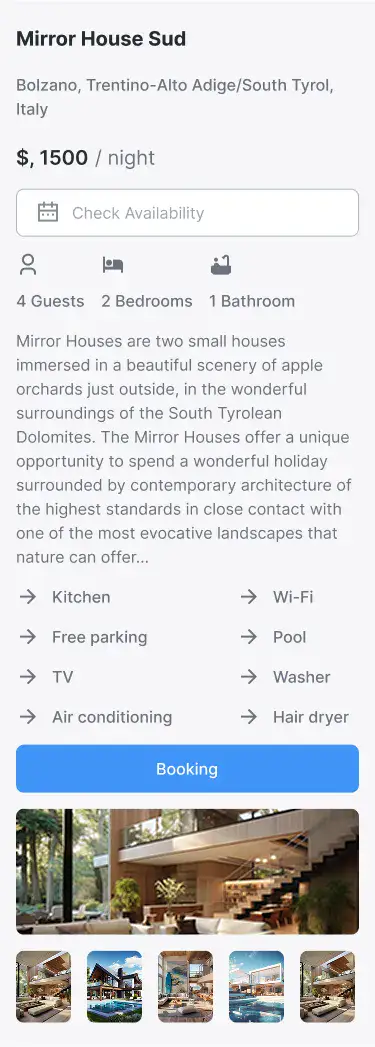 Mirror House Sud
Bolzano, Trentino-Alto Adige/South Tyrol,
Italy
$, 1500 / night
Check Availability
4 Guests 2 Bedrooms 1 Bathroom
Mirror Houses are two small houses
immersed in a beautiful scenery of apple
orchards just outside, in the wonderful
surroundings of the South Tyrolean
Dolomites. The Mirror Houses offer a unique
opportunity to spend a wonderful holiday
surrounded by contemporary architecture of
the highest standards in close contact with
one of the most evocative landscapes that
nature can offer...
Kitchen Wi-Fi
Free parking Pool
TV Washer
Air conditioning Hair dryer
Booking